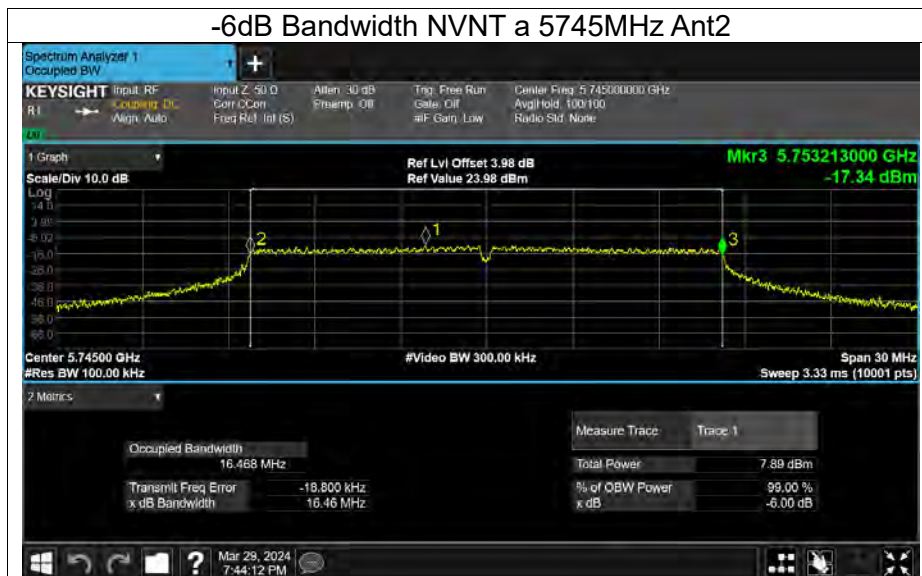 -6dB Bandwidth NVNT a 5745MHz Ant2
Spectrum Analyzer 1
Occupied BW
+
KEYSIGHT
Input: RF
Coupling: DC
Align: Auto
Input Z: 50 Ω
Corr CCorr
Freq Ref: Int (S)
Atten: 30 dB
Preamp: Off
Trig: Free Run
Gate: Off
#IF Gain: Low
Center Freq: 5.745000000 GHz
Avg|Hold: 100/100
Radio Std: None
1 Graph
Scale/Div 10.0 dB
Ref Lvl Offset 3.98 dB
Ref Value 23.98 dBm
Mkr3 5.753213000 GHz
-17.34 dBm
Log
2
1
3
Center 5.74500 GHz
#Res BW 100.00 kHz
#Video BW 300.00 kHz
Span 30 MHz
Sweep 3.33 ms (10001 pts)
2 Metrics
Occupied Bandwidth
16.468 MHz
Transmit Freq Error -18.800 kHz
x dB Bandwidth 16.46 MHz
Measure Trace Trace 1
Total Power 7.89 dBm
% of OBW Power 99.00 %
x dB -6.00 dB
?
Mar 29, 2024
7:44:12 PM